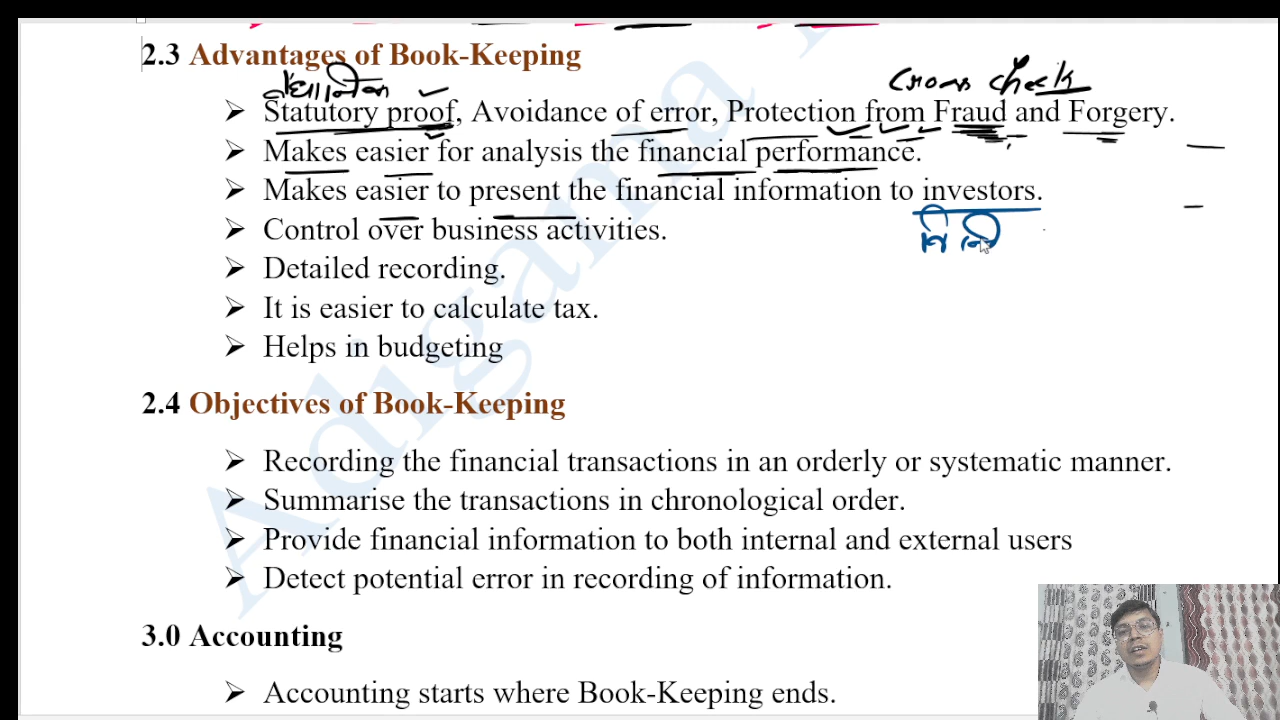 2.3 Advantages of Book-Keeping
cross check
➢ Statutory proof, Avoidance of error, Protection from Fraud and Forgery.
➢ Makes easier for analysis the financial performance.
➢ Makes easier to present the financial information to investors.
➢ Control over business activities.
➢ Detailed recording.
➢ It is easier to calculate tax.
➢ Helps in budgeting
2.4 Objectives of Book-Keeping
➢ Recording the financial transactions in an orderly or systematic manner.
➢ Summarise the transactions in chronological order.
➢ Provide financial information to both internal and external users
➢ Detect potential error in recording of information.
3.0 Accounting
➢ Accounting starts where Book-Keeping ends.